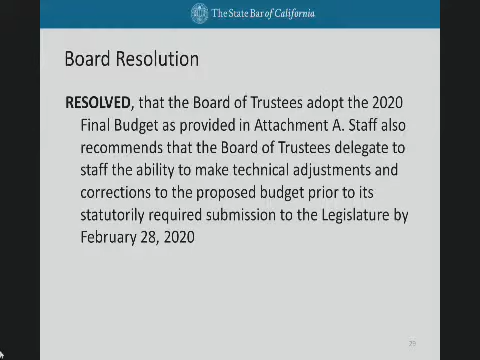 The State Bar of California
Board Resolution
RESOLVED, that the Board of Trustees adopt the 2020
Final Budget as provided in Attachment A. Staff also
recommends that the Board of Trustees delegate to
staff the ability to make technical adjustments and
corrections to the proposed budget prior to its
statutorily required submission to the Legislature by
February 28, 2020
29